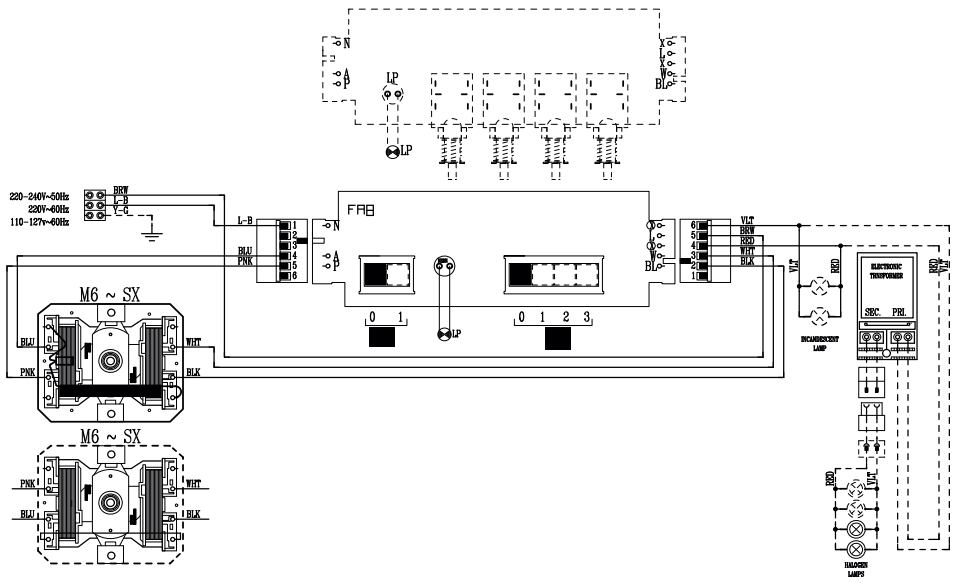 N
A
P
LP
LP
X
L
X
W
BL
220-240V~50Hz
220V~60Hz
110-127v~60Hz
BRW
L-B
Y-G
L-B
BLU
PNK
1
2
3
4
5
6
N
A
P
FAB
0 1
LP
0 1 2 3
L
W
BL
6
5
4
3
2
1
VLT
BRW
RED
WHT
BLK
VLT
RED
INCANDESCENT
LAMP
ELECTRONIC
TNSFORMER
SEC. PRI.
RED
VLT
M6 ~ SX
BLU
WHT
PNK
BLK
M6 ~ SX
PNK
WHT
BLU
BLK
RED
VLT
HALOGEN
LAMPS